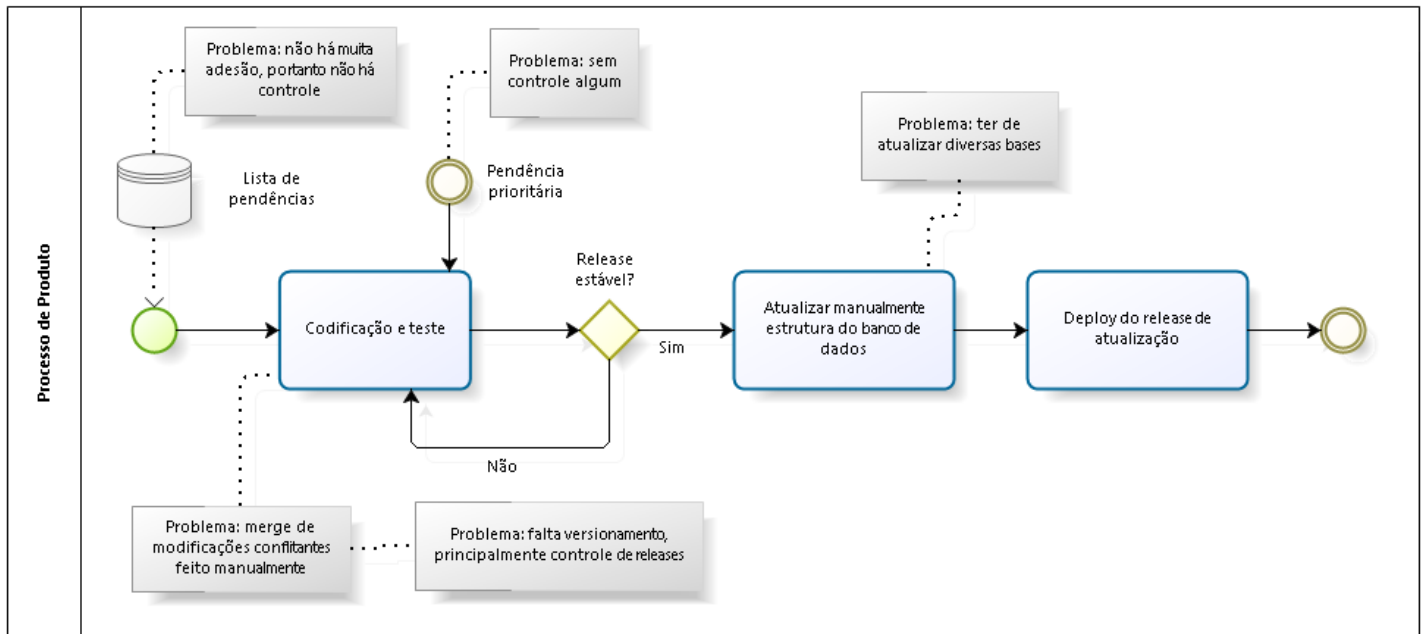 Processo de Produto
Problema: não há muita
adesão, portanto não há
controle
Problema: sem
controle algum
Problema: ter de
atualizar diversas bases
Lista de
pendências
Pendência
prioritária
Release
estável?
Codificação e teste
Sim
Atualizar manualmente
estrutura do banco de
dados
Deploy do release de
atualização
Não
Problema: merge de
modificações conflitantes
feito manualmente
Problema: falta versionamento,
principalmente controle de releases